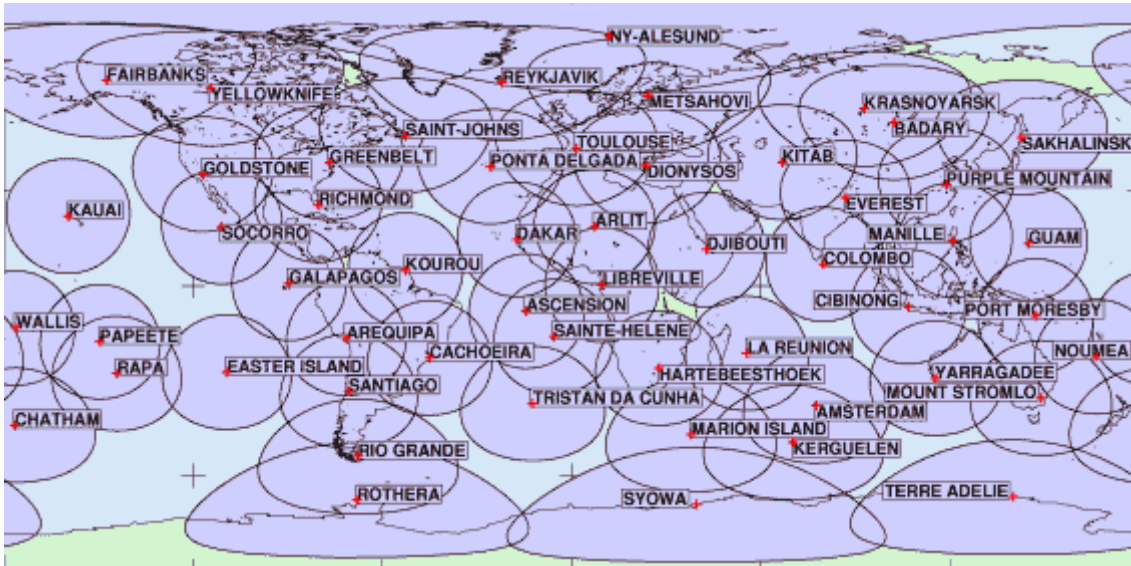 NY-ALESUND
FAIRBANKS
REYKJAVIK
YELLOWKNIFE
METSAHOVI
KRASNOYARSK
BADARY
SAINT-JOHNS
SAKHALINSK
TOULOUSE
GREENBELT
PONTA DELGADA
KITAB
GOLDSTONE
DIONYSOS
PURPLE MOUNTAIN
RICHMOND
EVEREST
KAUAI
ARLIT
SOCORRO
DAKAR
MANILLE
GUAM
DJIBOUTI
COLOMBO
KOUROU
GALAPAGOS
LIBREVILLE
CIBINONG
ASCENSION
PORT MORESBY
WALLIS
PAPEETE
AREQUIPA
SAINTE-HELENE
CACHOEIRA
LA REUNION
NOUMEA
RAPA
EASTER ISLAND
HARTEBEESTHOEK
YARRAGADEE
SANTIAGO
MOUNT STROMLO
TRISTAN DA CUNHA
AMSTERDAM
CHATHAM
MARION ISLAND
RIO GRANDE
KERGUELEN
ROTHERA
SYOWA
TERRE ADELIE